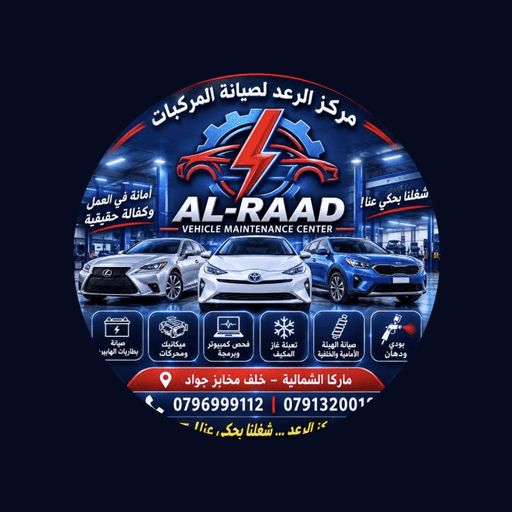 مركز الرعد لصيانة المركبات
أمانة في العمل
وكفالة حقيقية
شغلنا بحكي عنا!
AL-RAAD
VEHICLE MAINTENANCE CENTER
بودي
ودهان
صيانة الهيئة
الأمامية والخلفية
تعبئة غاز
المكيف
فحص كمبيوتر
وبرمجة
ميكانيك
ومحركات
صيانة
بطاريات
ماركا الشمالية - خلف مخابز جواد
0796999112 | 079132001
الرعد ... شغلنا بحكي عنا!